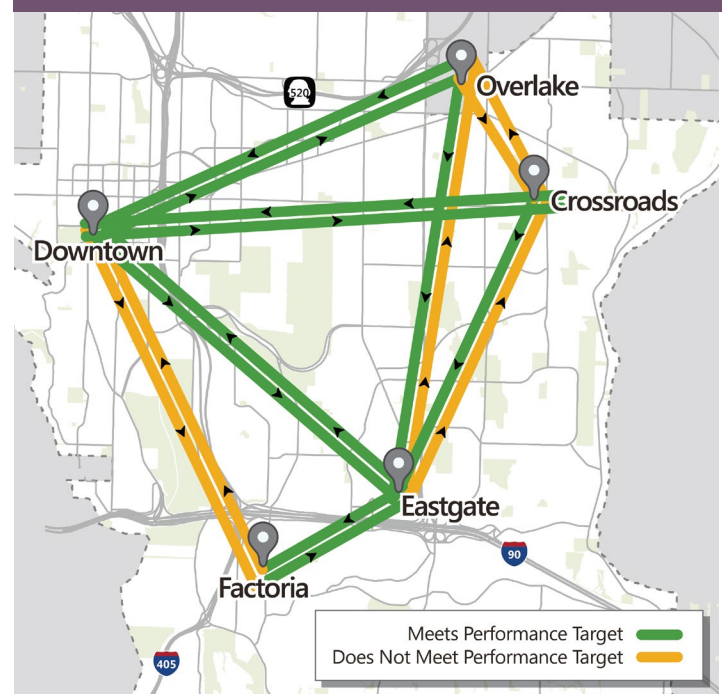 520
Overlake
Crossroads
Downtown
Eastgate
90
Factoria
405
Meets Performance Target
Does Not Meet Performance Target